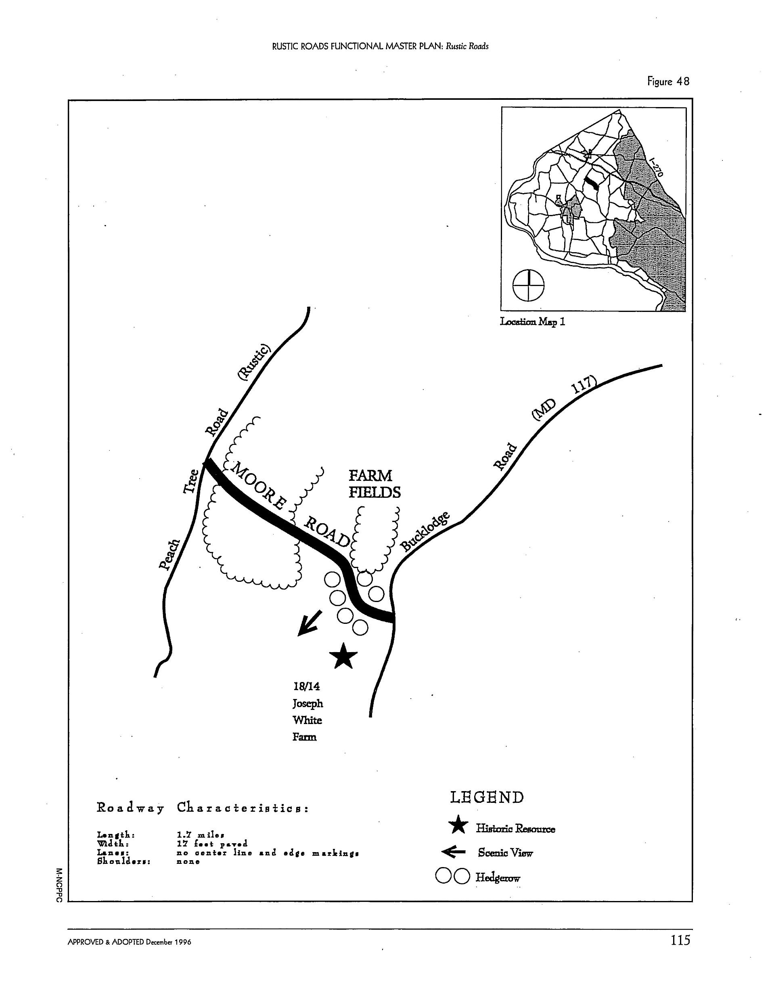 RUSTIC ROADS FUNCTIONAL MASTER PLAN: Rustic Roads
Figure 48
I-270
Location Map 1
Peach Tree Road (Rustic)
Bucklodge Road (MD 117)
MOORE ROAD
FARM
FIELDS
18/14
Joseph
White
Farm
Roadway Characteristics:
Length: 1.7 miles
Width: 17 feet paved
Lanes: no center line and edge markings
Shoulders: none
LEGEND
Historic Resource
Scenic View
Hedgerow
M-NCPPC
APPROVED & ADOPTED December 1996
115